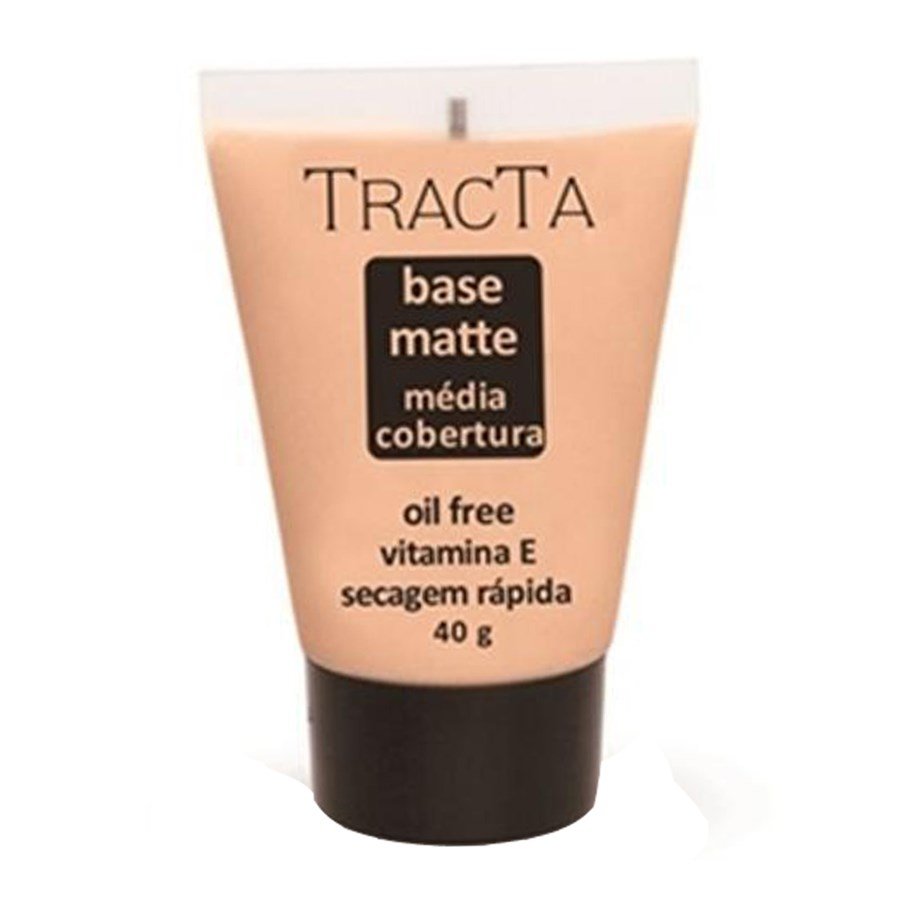 TRACTA
base
matte
média
cobertura
oil free
vitamina E
secagem rápida
40 g